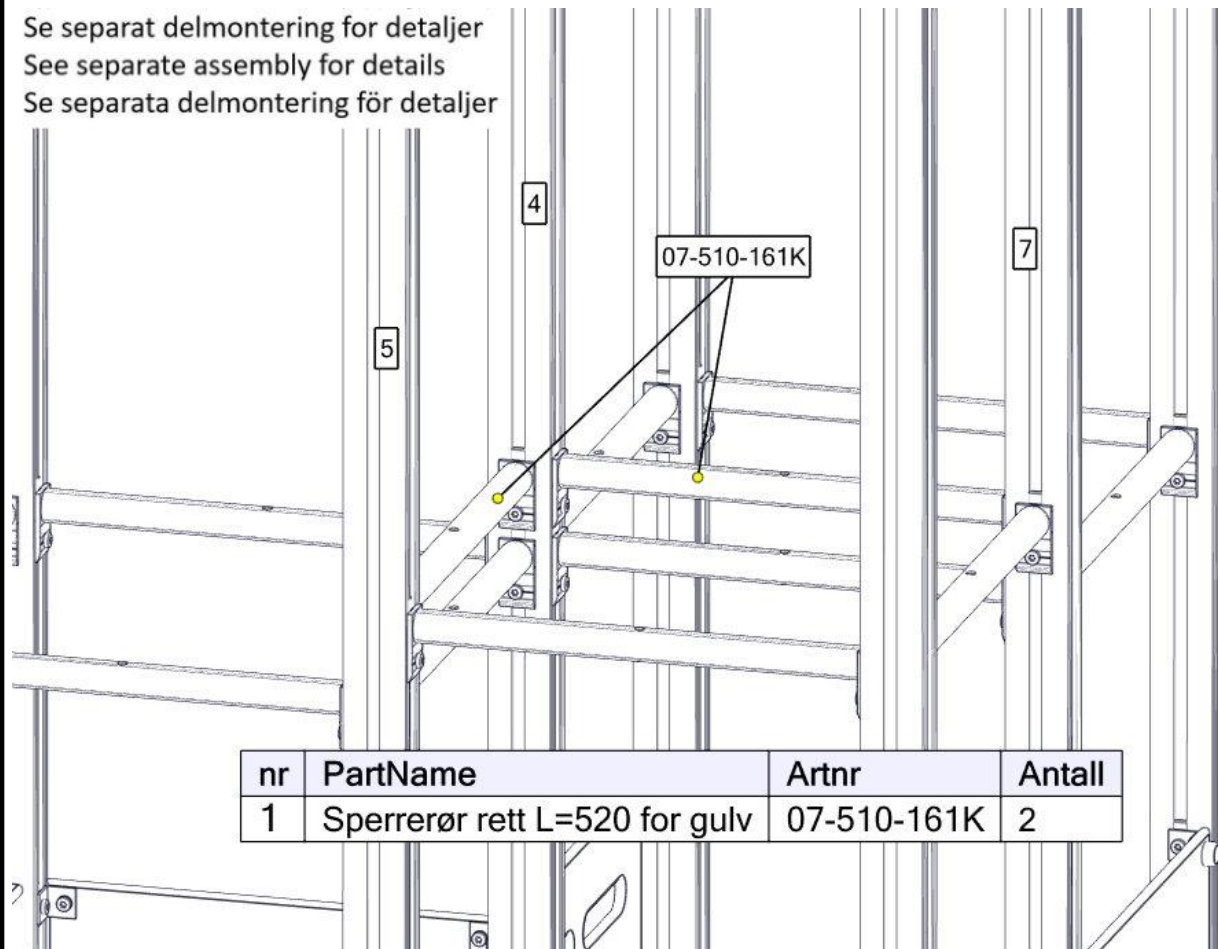 Se separat delmontering for detaljer
See separate assembly for details
Se separata delmontering för detaljer
4
07-510-161K
7
5
nr PartName Artnr Antall
1 Sperrerør rett L=520 for gulv 07-510-161K 2